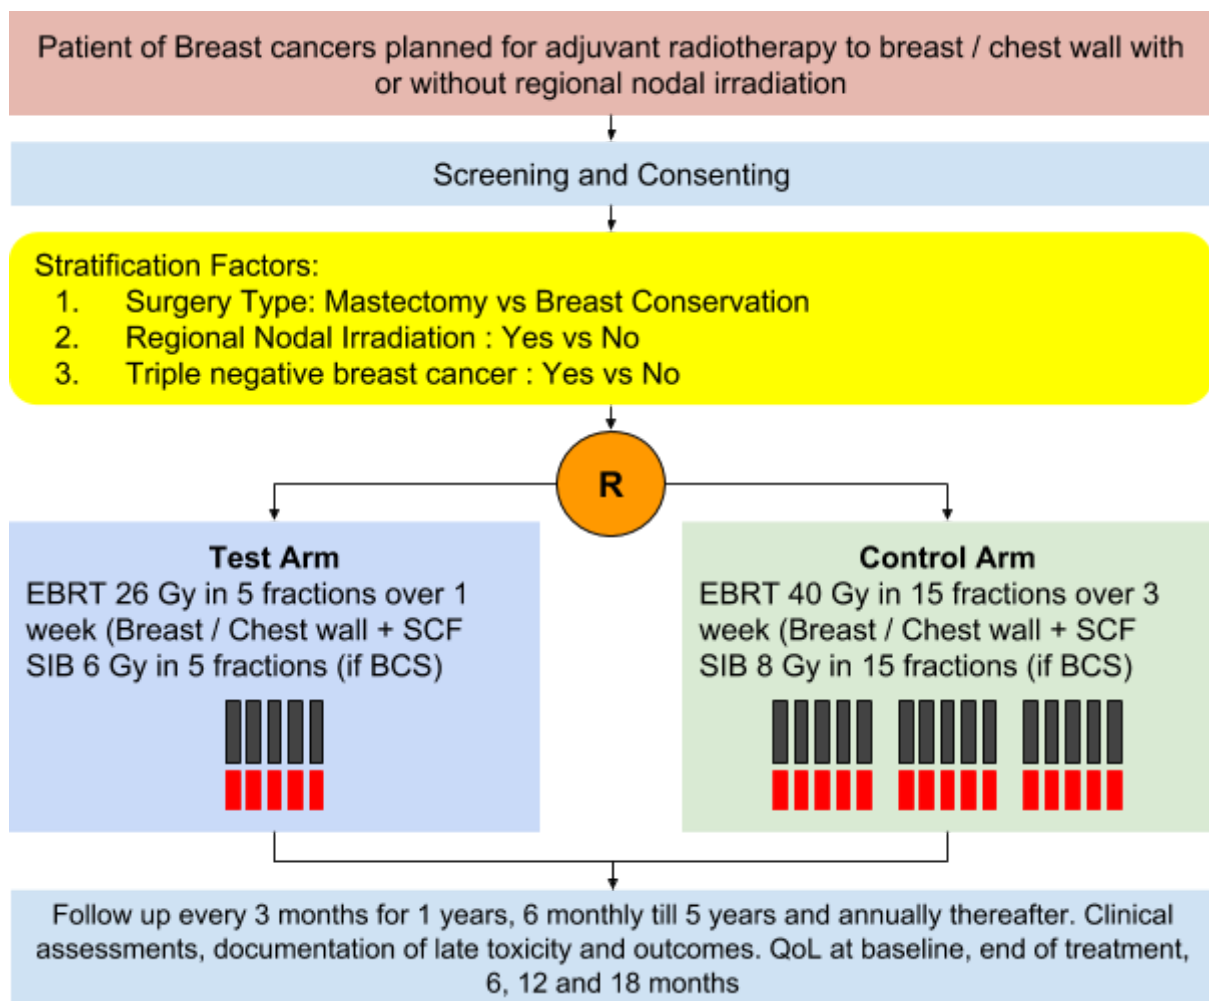 Patient of Breast cancers planned for adjuvant radiotherapy to breast / chest wall with
or without regional nodal irradiation
Screening and Consenting
Stratification Factors:
1. Surgery Type: Mastectomy vs Breast Conservation
2. Regional Nodal Irradiation : Yes vs No
3. Triple negative breast cancer : Yes vs No
R
Test Arm
EBRT 26 Gy in 5 fractions over 1
week (Breast / Chest wall + SCF
SIB 6 Gy in 5 fractions (if BCS)
Control Arm
EBRT 40 Gy in 15 fractions over 3
week (Breast / Chest wall + SCF
SIB 8 Gy in 15 fractions (if BCS)
Follow up every 3 months for 1 years, 6 monthly till 5 years and annually thereafter. Clinical
assessments, documentation of late toxicity and outcomes. QoL at baseline, end of treatment,
6, 12 and 18 months